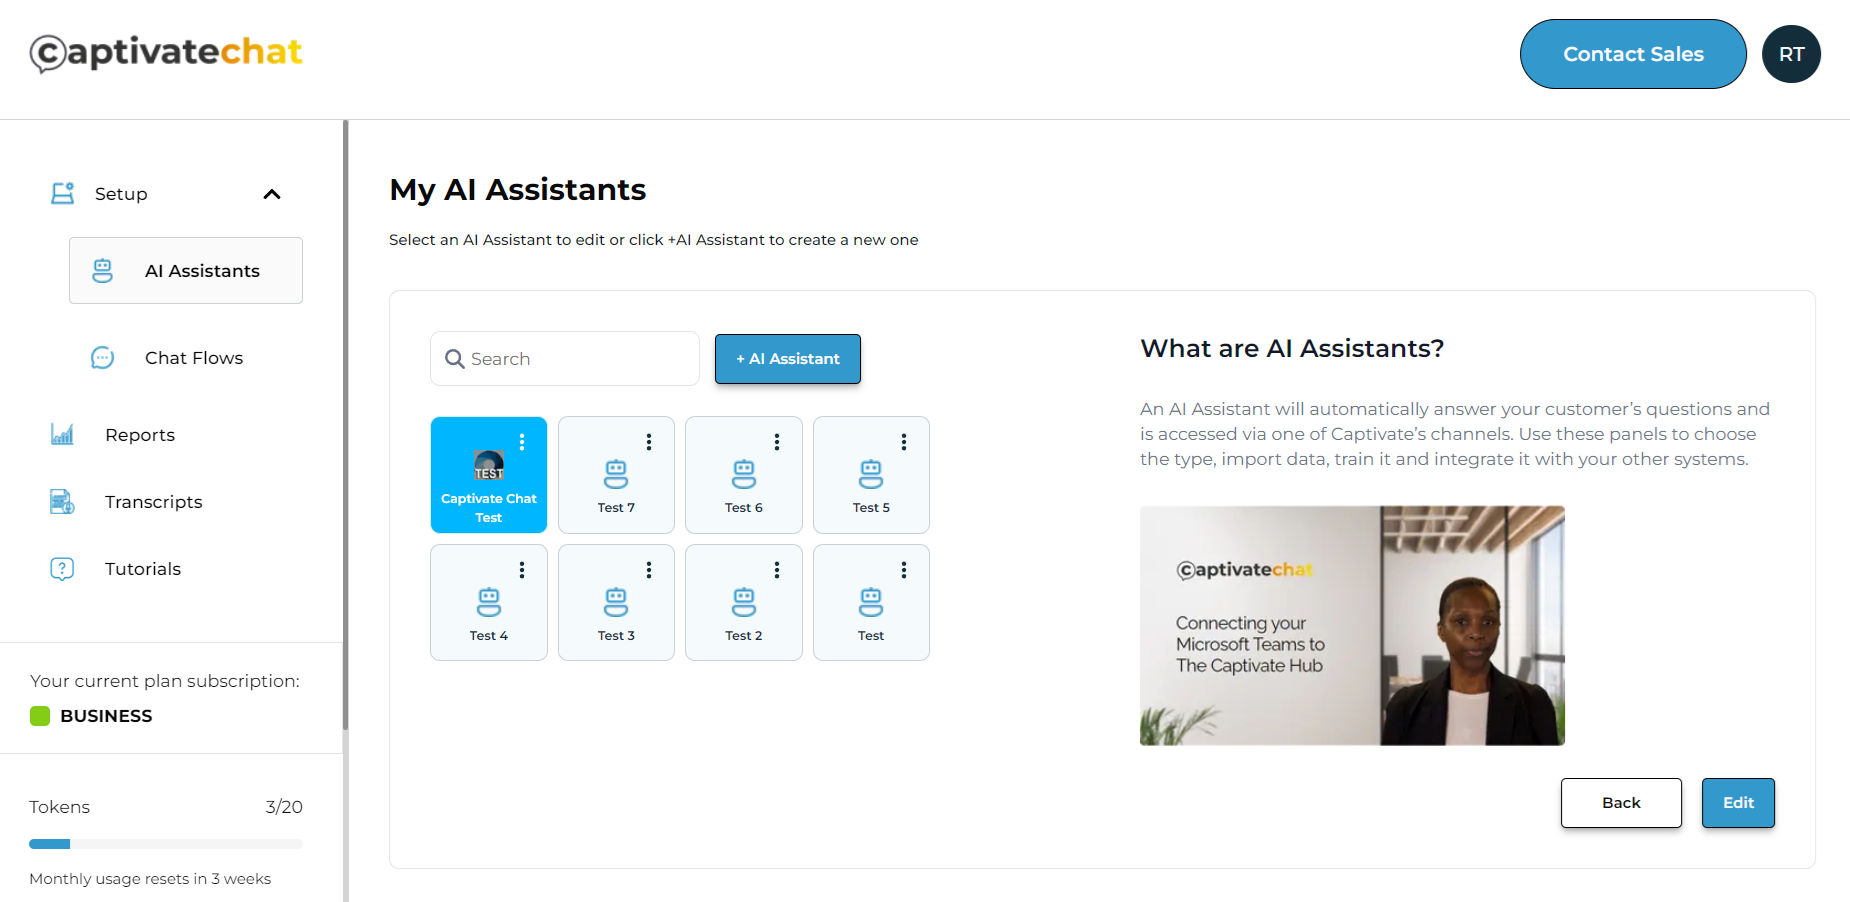 captivatechat
Contact Sales
RT
Setup
AI Assistants
Chat Flows
Reports
Transcripts
Tutorials
Your current plan subscription:
BUSINESS
Tokens
3/20
Monthly usage resets in 3 weeks
My AI Assistants
Select an AI Assistant to edit or click +AI Assistant to create a new one
Search
+ AI Assistant
TEST
Captivate Chat
Test
Test 7
Test 6
Test 5
Test 4
Test 3
Test 2
Test
What are AI Assistants?
An AI Assistant will automatically answer your customer’s questions and
is accessed via one of Captivate’s channels. Use these panels to choose
the type, import data, train it and integrate it with your other systems.
captivatechat
Connecting your
Microsoft Teams to
The Captivate Hub
Back
Edit